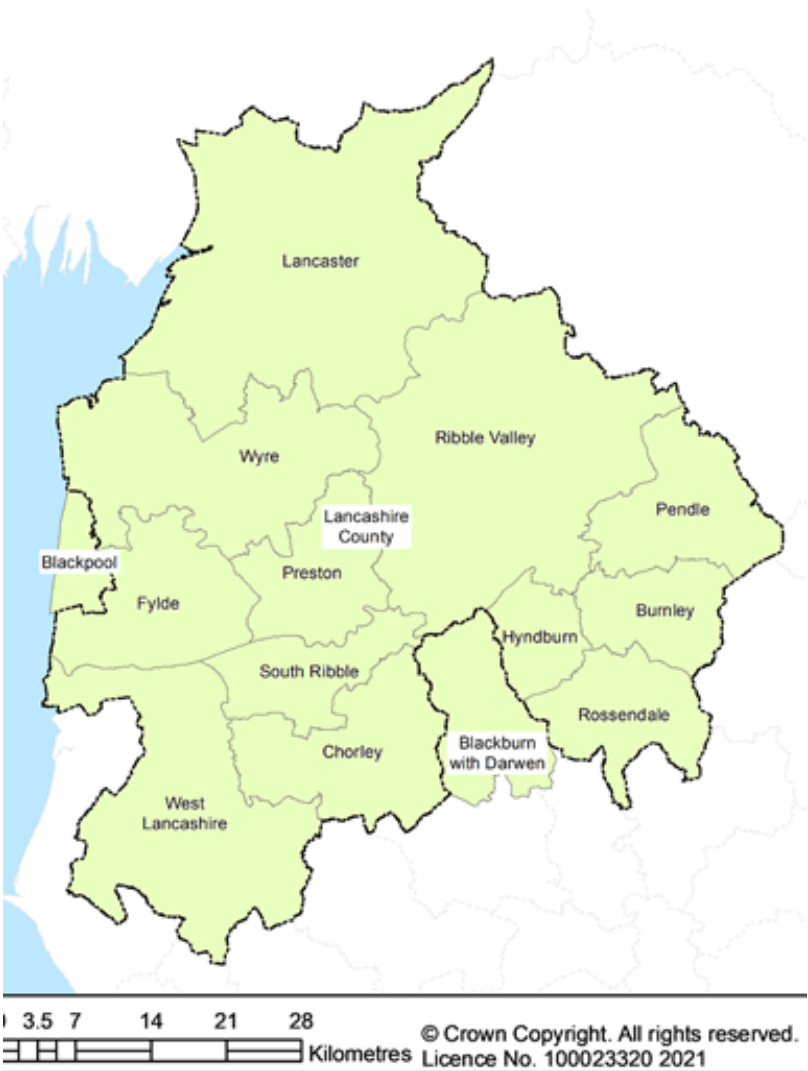 Lancaster
Ribble Valley
Wyre
Pendle
Lancashire
County
Blackpool
Preston
Fylde
Burnley
Hyndburn
South Ribble
Rossendale
Chorley
Blackburn
with Darwen
West
Lancashire
3.5 7 14 21 28
Kilometres
© Crown Copyright. All rights reserved.
Licence No. 100023320 2021